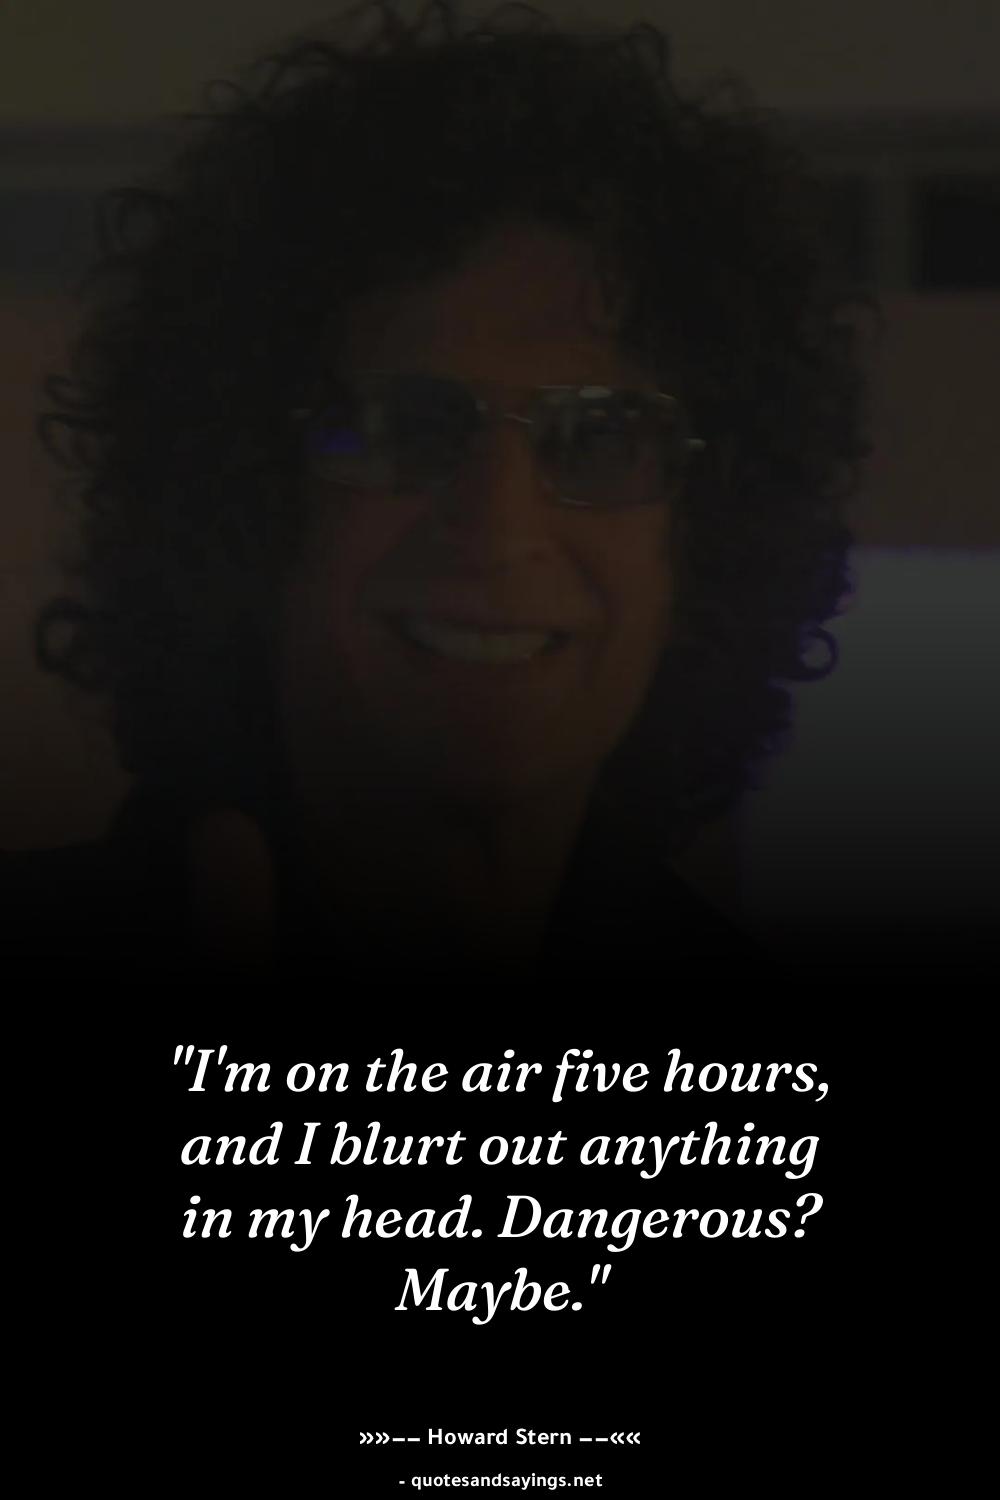 "I'm on the air five hours,
and I blurt out anything
in my head. Dangerous?
Maybe."
»»−− Howard Stern −−««
- quotesandsayings.net